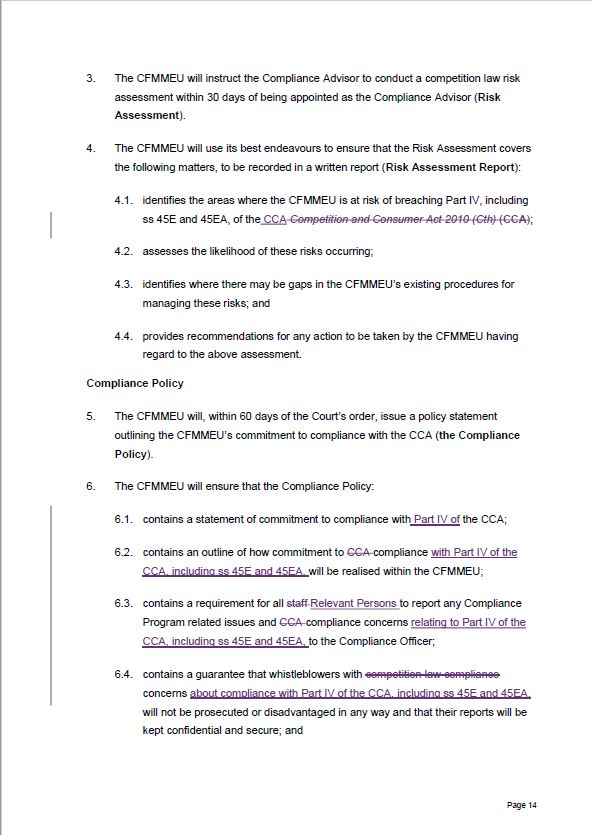 3. The CFMMEU will instruct the Compliance Advisor to conduct a competition law risk
assessment within 30 days of being appointed as the Compliance Advisor (Risk
Assessment).
4. The CFMMEU will use its best endeavours to ensure that the Risk Assessment covers
the following matters, to be recorded in a written report (Risk Assessment Report):
4.1. identifies the areas where the CFMMEU is at risk of breaching Part IV, including
ss 45E and 45EA, of the CCA Competition and Consumer Act 2010 (Cth) (CCA);
4.2. assesses the likelihood of these risks occurring;
4.3. identifies where there may be gaps in the CFMMEU's existing procedures for
managing these risks; and
4.4. provides recommendations for any action to be taken by the CFMMEU having
regard to the above assessment.
Compliance Policy
5. The CFMMEU will, within 60 days of the Court's order, issue a policy statement
outlining the CFMMEU's commitment to compliance with the CCA (the Compliance
Policy).
6. The CFMMEU will ensure that the Compliance Policy:
6.1. contains a statement of commitment to compliance with Part IV of the CCA;
6.2. contains an outline of how commitment to CCA compliance with Part IV of the
CCA, including ss 45E and 45EA, will be realised within the CFMMEU;
6.3. contains a requirement for all staff Relevant Persons to report any Compliance
Program related issues and CCA compliance concerns relating to Part IV of the
CCA, including ss 45E and 45EA, to the Compliance Officer;
6.4. contains a guarantee that whistleblowers with competition law compliance
concerns about compliance with Part IV of the CCA, including ss 45E and 45EA,
will not be prosecuted or disadvantaged in any way and that their reports will be
kept confidential and secure; and
Page 14